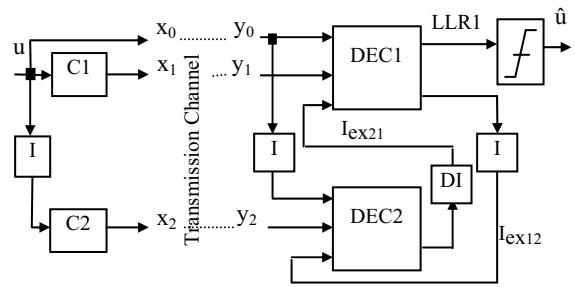 u
C1
I
C2
x0
x1
x2
Transmission Channel
y0
y1
y2
I
DEC1
DEC2
LLR1
Iex21
DI
I
Iex12
û